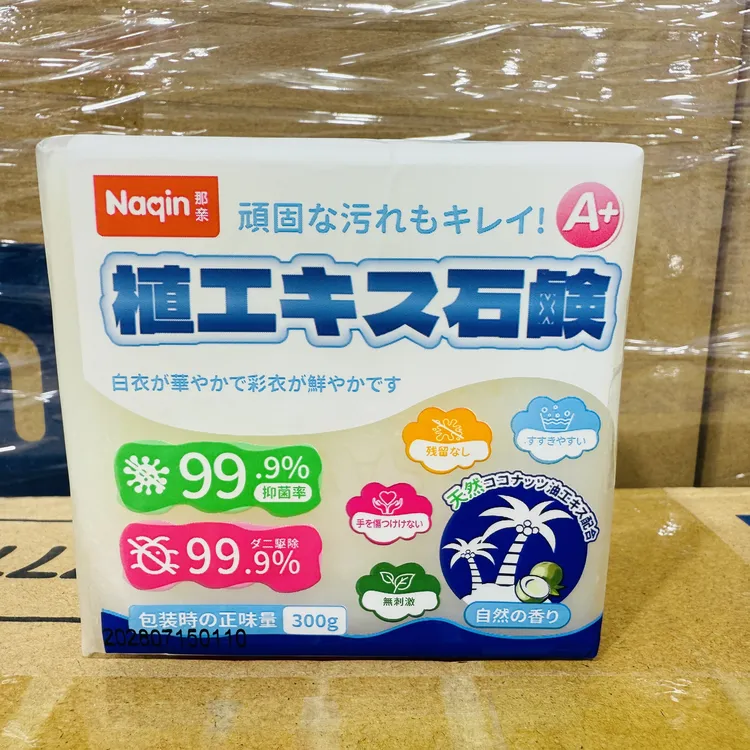 Naqin 那亲
頑固な汚れもキレイ!
A+
植エキス石鹸
白衣が華やかで彩衣が鮮やかです
残留なし
すすぎやすい
99.9%
抑菌率
手を傷つけけない
天然ココナッツ油エキス配合
ダニ駆除
99.9%
無刺激
自然の香り
包装時の正味量 300g
202807150110